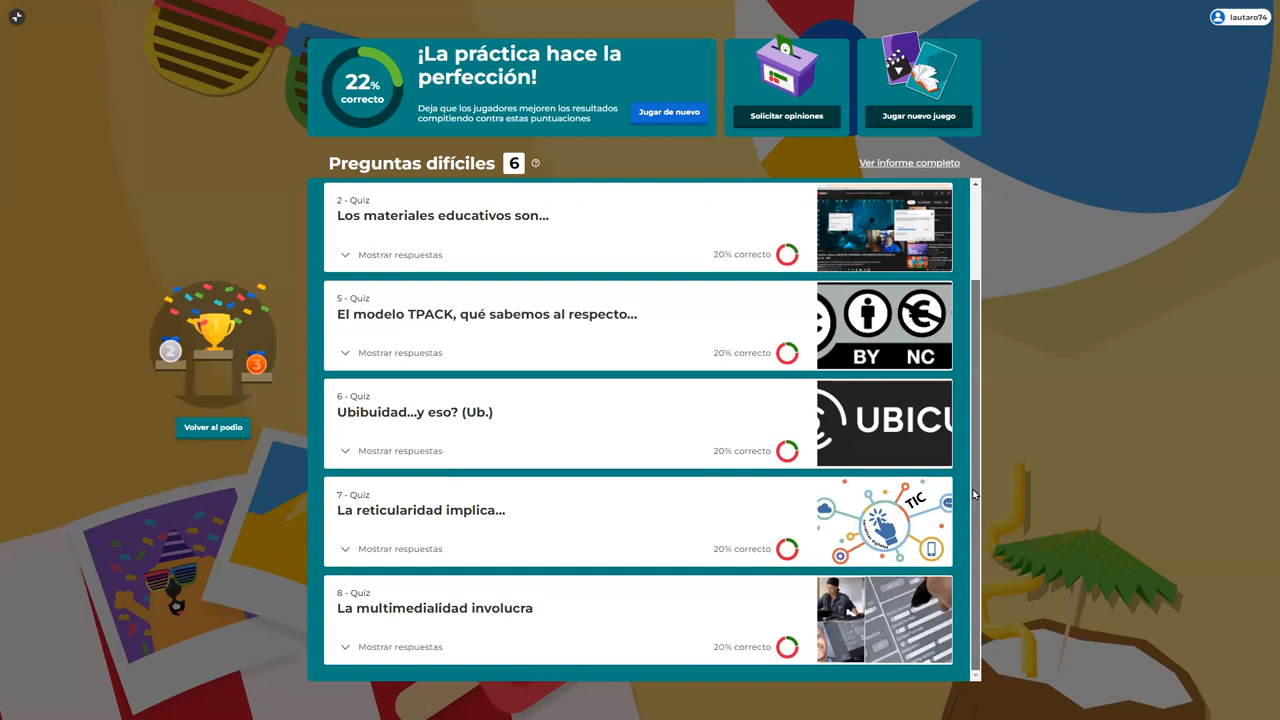 lautaro74
22%
correcto
¡La práctica hace la
perfección!
Deja que los jugadores mejoren los resultados
compitiendo contra estas puntuaciones
Jugar de nuevo
Solicitar opiniones
Jugar nuevo juego
Preguntas difíciles 6
Ver informe completo
2 - Quiz
Los materiales educativos son...
Mostrar respuestas
20% correcto
5 - Quiz
El modelo TPACK, qué sabemos al respecto...
Mostrar respuestas
20% correcto
BY NC
6 - Quiz
Ubibuidad...y eso? (Ub.)
Mostrar respuestas
20% correcto
UBICU
7 - Quiz
La reticularidad implica...
Mostrar respuestas
20% correcto
TIC
8 - Quiz
La multimedialidad involucra
Mostrar respuestas
20% correcto
2
3
Volver al podio